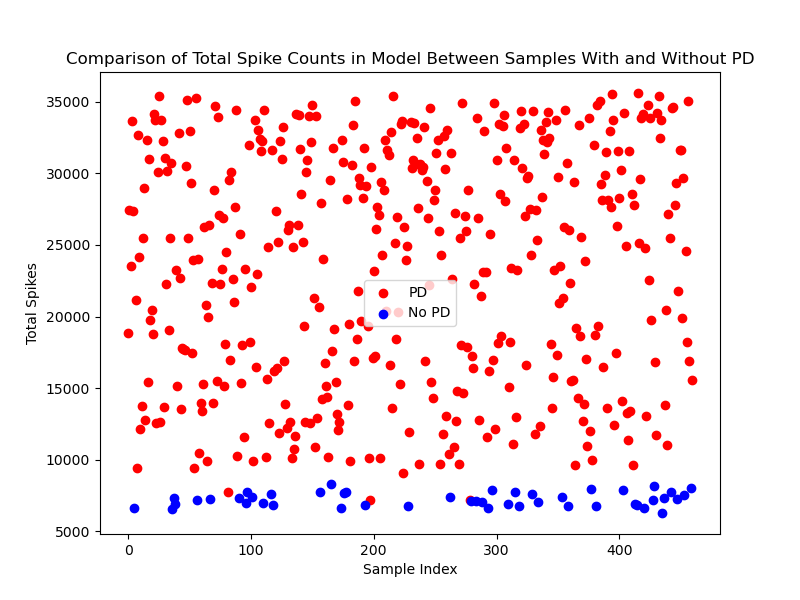 Comparison of Total Spike Counts in Model Between Samples With and Without PD
35000
30000
25000
20000
15000
10000
5000
Total Spikes
PD
No PD
0 100 200 300 400
Sample Index